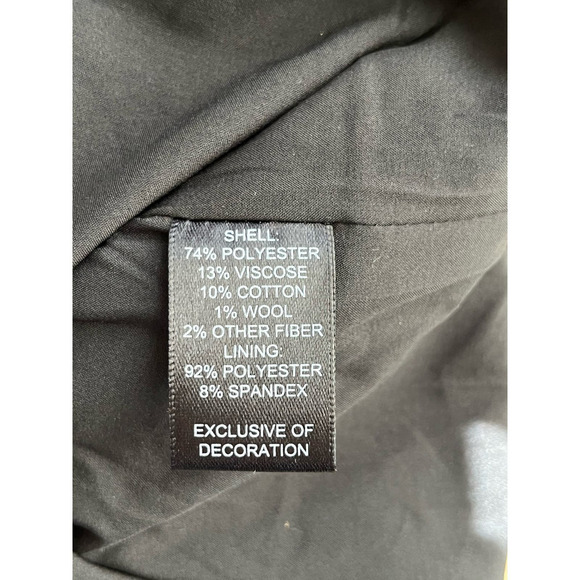 SHELL:
74% POLYESTER
13% VISCOSE
10% COTTON
1% WOOL
2% OTHER FIBER
LINING:
92% POLYESTER
8% SPANDEX
EXCLUSIVE OF
DECORATION